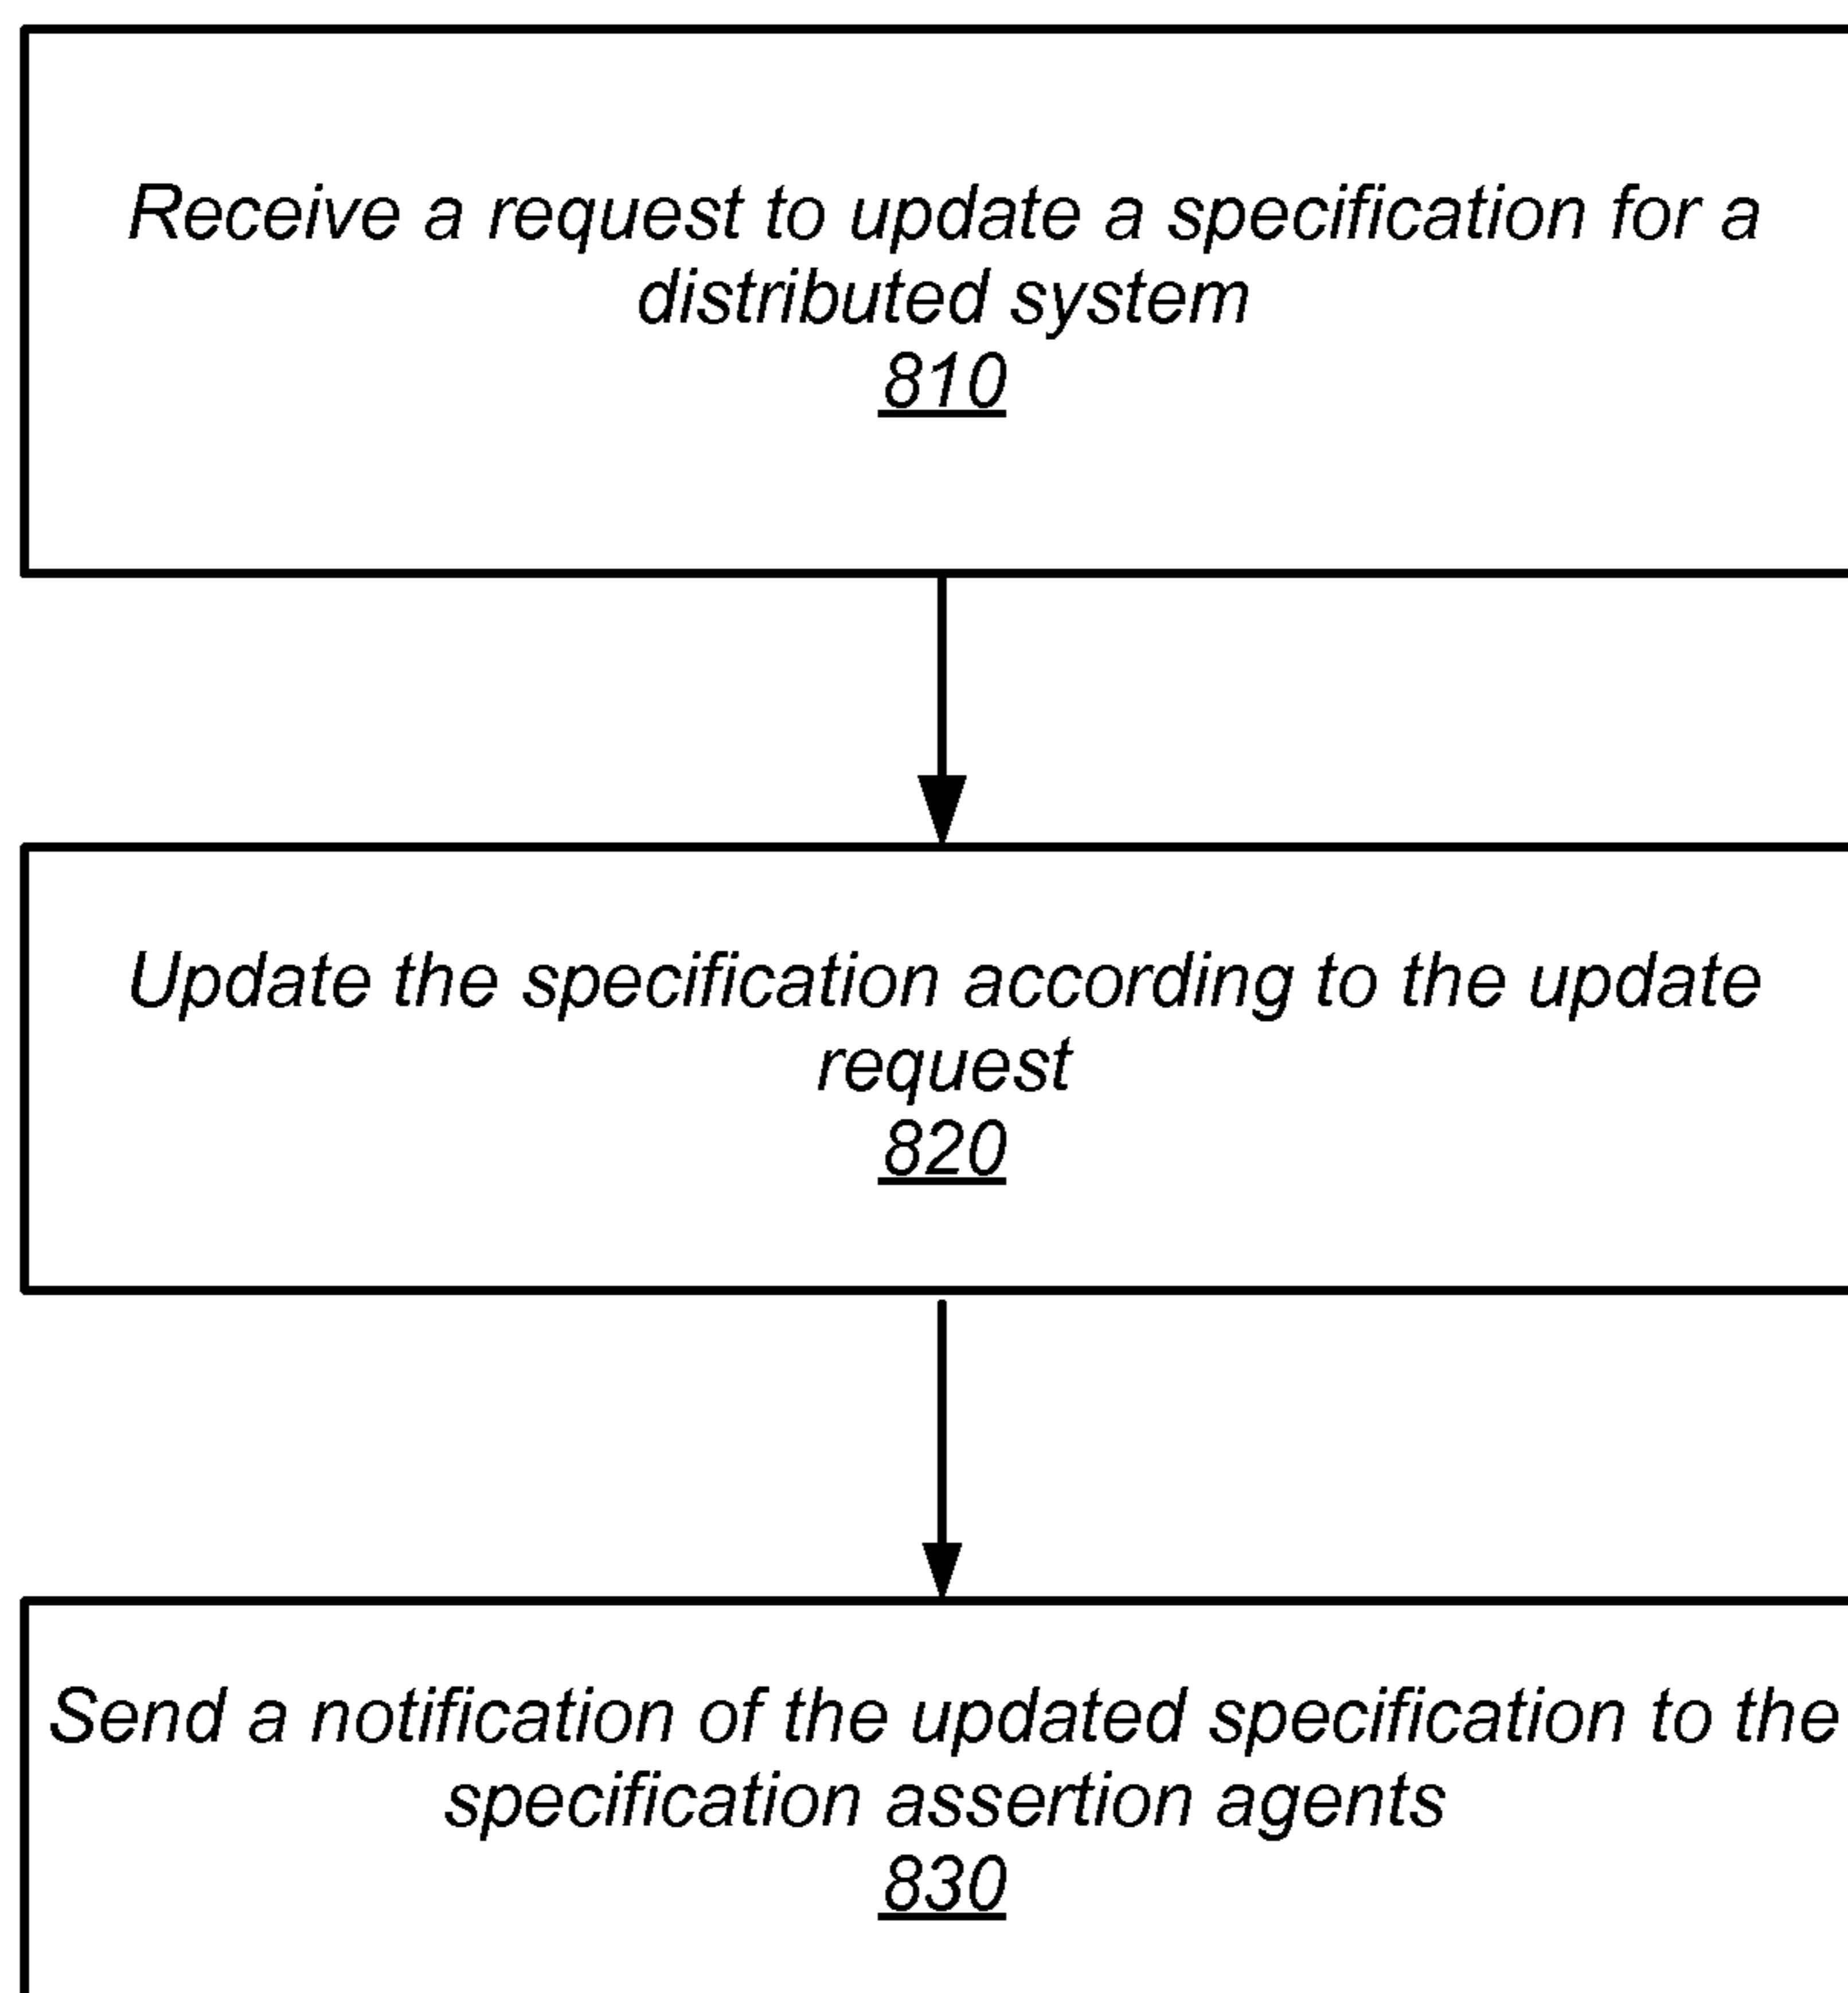 Receive a request to update a specification for a
distributed system
810
Update the specification according to the update
request
820
Send a notification of the updated specification to the
specification assertion agents
830